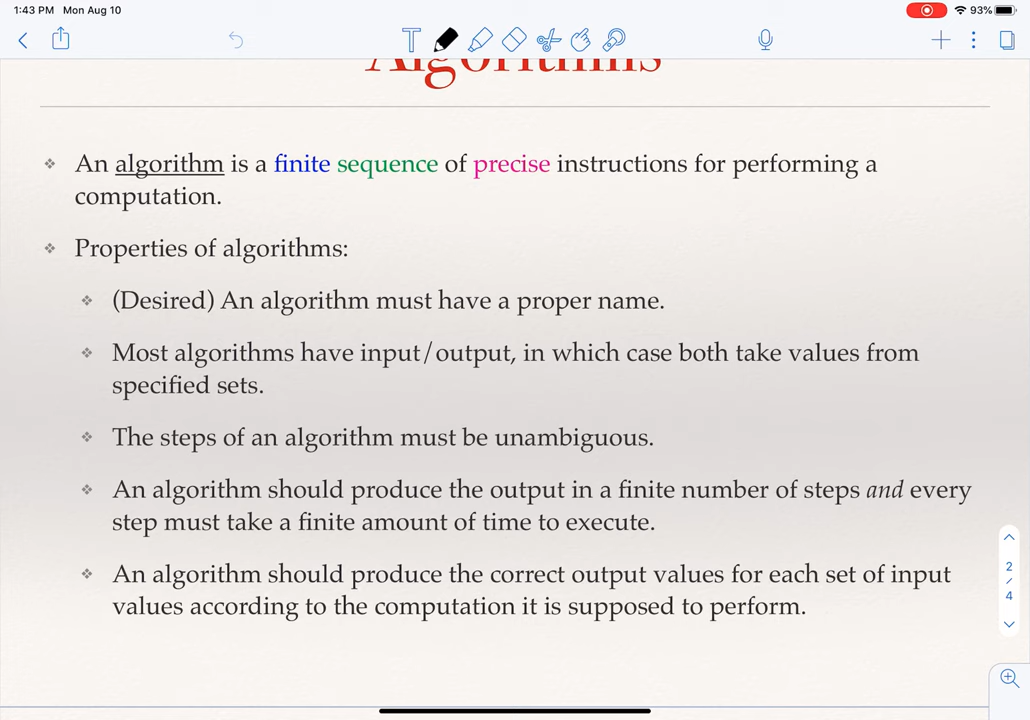 1:43 PM Mon Aug 10
93%
Algorithms
An algorithm is a finite sequence of precise instructions for performing a
computation.
Properties of algorithms:
(Desired) An algorithm must have a proper name.
Most algorithms have input/output, in which case both take values from
specified sets.
The steps of an algorithm must be unambiguous.
An algorithm should produce the output in a finite number of steps and every
step must take a finite amount of time to execute.
An algorithm should produce the correct output values for each set of input
values according to the computation it is supposed to perform.
2
/
4